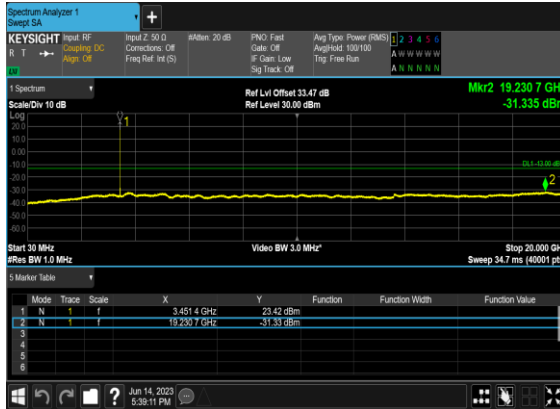 Spectrum Analyzer 1
Swept SA
KEYSIGHT Input: RF Input Z: 50 Ω #Atten: 20 dB PNO: Fast Avg Type: Power (RMS) 1 2 3 4 5 6
R T Coupling: DC Corrections: Off Gate: Off Avg|Hold: 100/100 A W W W W W
Align: Off Freq Ref: Int (S) IF Gain: Low Trig: Free Run
LU Sig Track: Off A N N N N N
1 Spectrum Ref Lvl Offset 33.47 dB Mkr2 19.230 7 GHz
Scale/Div 10 dB Ref Level 30.00 dBm -31.335 dBm
Log
20.0
10.0
0.00
-10.0
-20.0
-30.0
-40.0
-50.0
-60.0
1
DL1 -13.00 dB
2
Start 30 MHz Video BW 3.0 MHz* Stop 20.000 GH
#Res BW 1.0 MHz Sweep 34.7 ms (40001 pt
5 Marker Table
Mode Trace Scale X Y Function Function Width Function Value
1 N 1 f 3.451 4 GHz 23.42 dBm
2 N 1 f 19.230 7 GHz -31.33 dBm
3
4
5
6
? Jun 14, 2023
5:39:11 PM